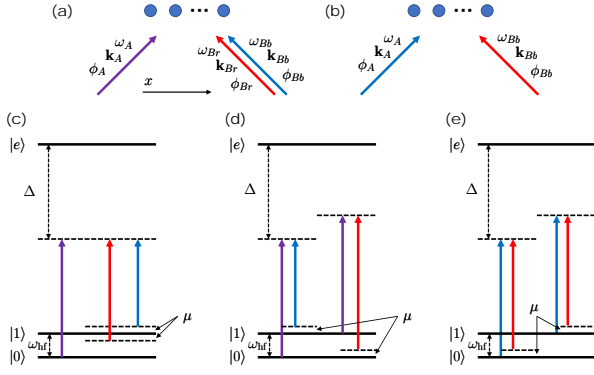 (a)
ω_A
k_A
ϕ_A
x
ω_Br
k_Br
ϕ_Br
ω_Bb
k_Bb
ϕ_Bb
(b)
ω_A
k_A
ϕ_A
ω_Bb
k_Bb
ϕ_Bb
(c)
|e⟩
Δ
|1⟩
ω_hf
|0⟩
μ
(d)
|e⟩
Δ
|1⟩
ω_hf
|0⟩
μ
(e)
|e⟩
Δ
|1⟩
ω_hf
|0⟩
μ